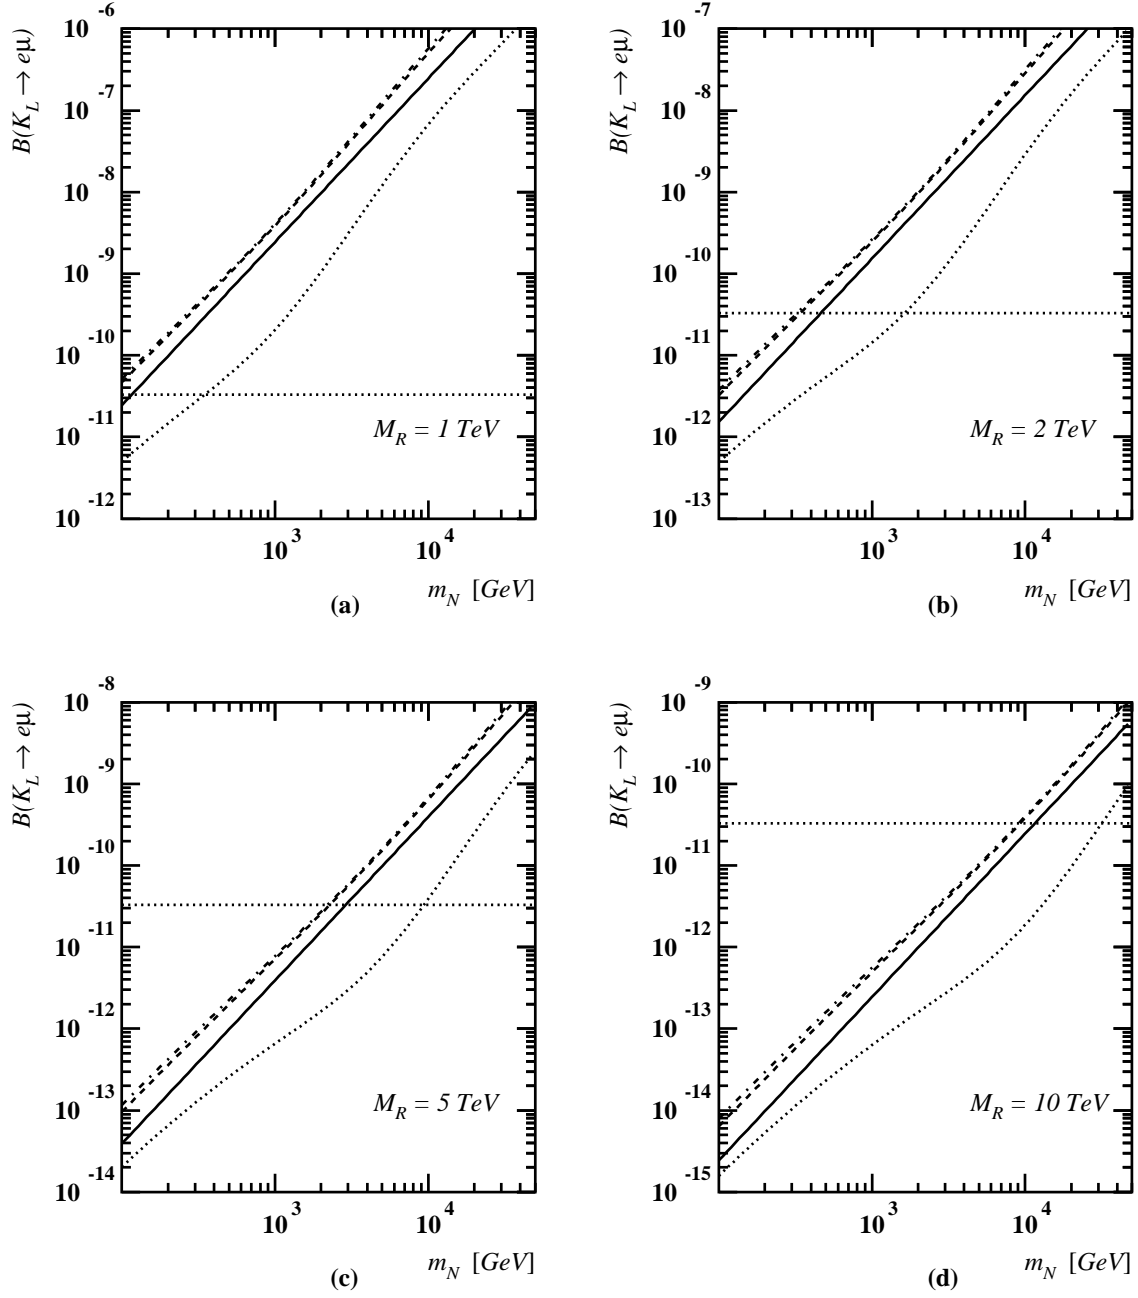 B(K_L → eμ)
10^-6
10^-7
10^-8
10^-9
10^-10
10^-11
10^-12
M_R = 1 TeV
10^3
10^4
m_N [GeV]
(a)
B(K_L → eμ)
10^-7
10^-8
10^-9
10^-10
10^-11
10^-12
10^-13
M_R = 2 TeV
10^3
10^4
m_N [GeV]
(b)
B(K_L → eμ)
10^-8
10^-9
10^-10
10^-11
10^-12
10^-13
10^-14
M_R = 5 TeV
10^3
10^4
m_N [GeV]
(c)
B(K_L → eμ)
10^-9
10^-10
10^-11
10^-12
10^-13
10^-14
10^-15
M_R = 10 TeV
10^3
10^4
m_N [GeV]
(d)